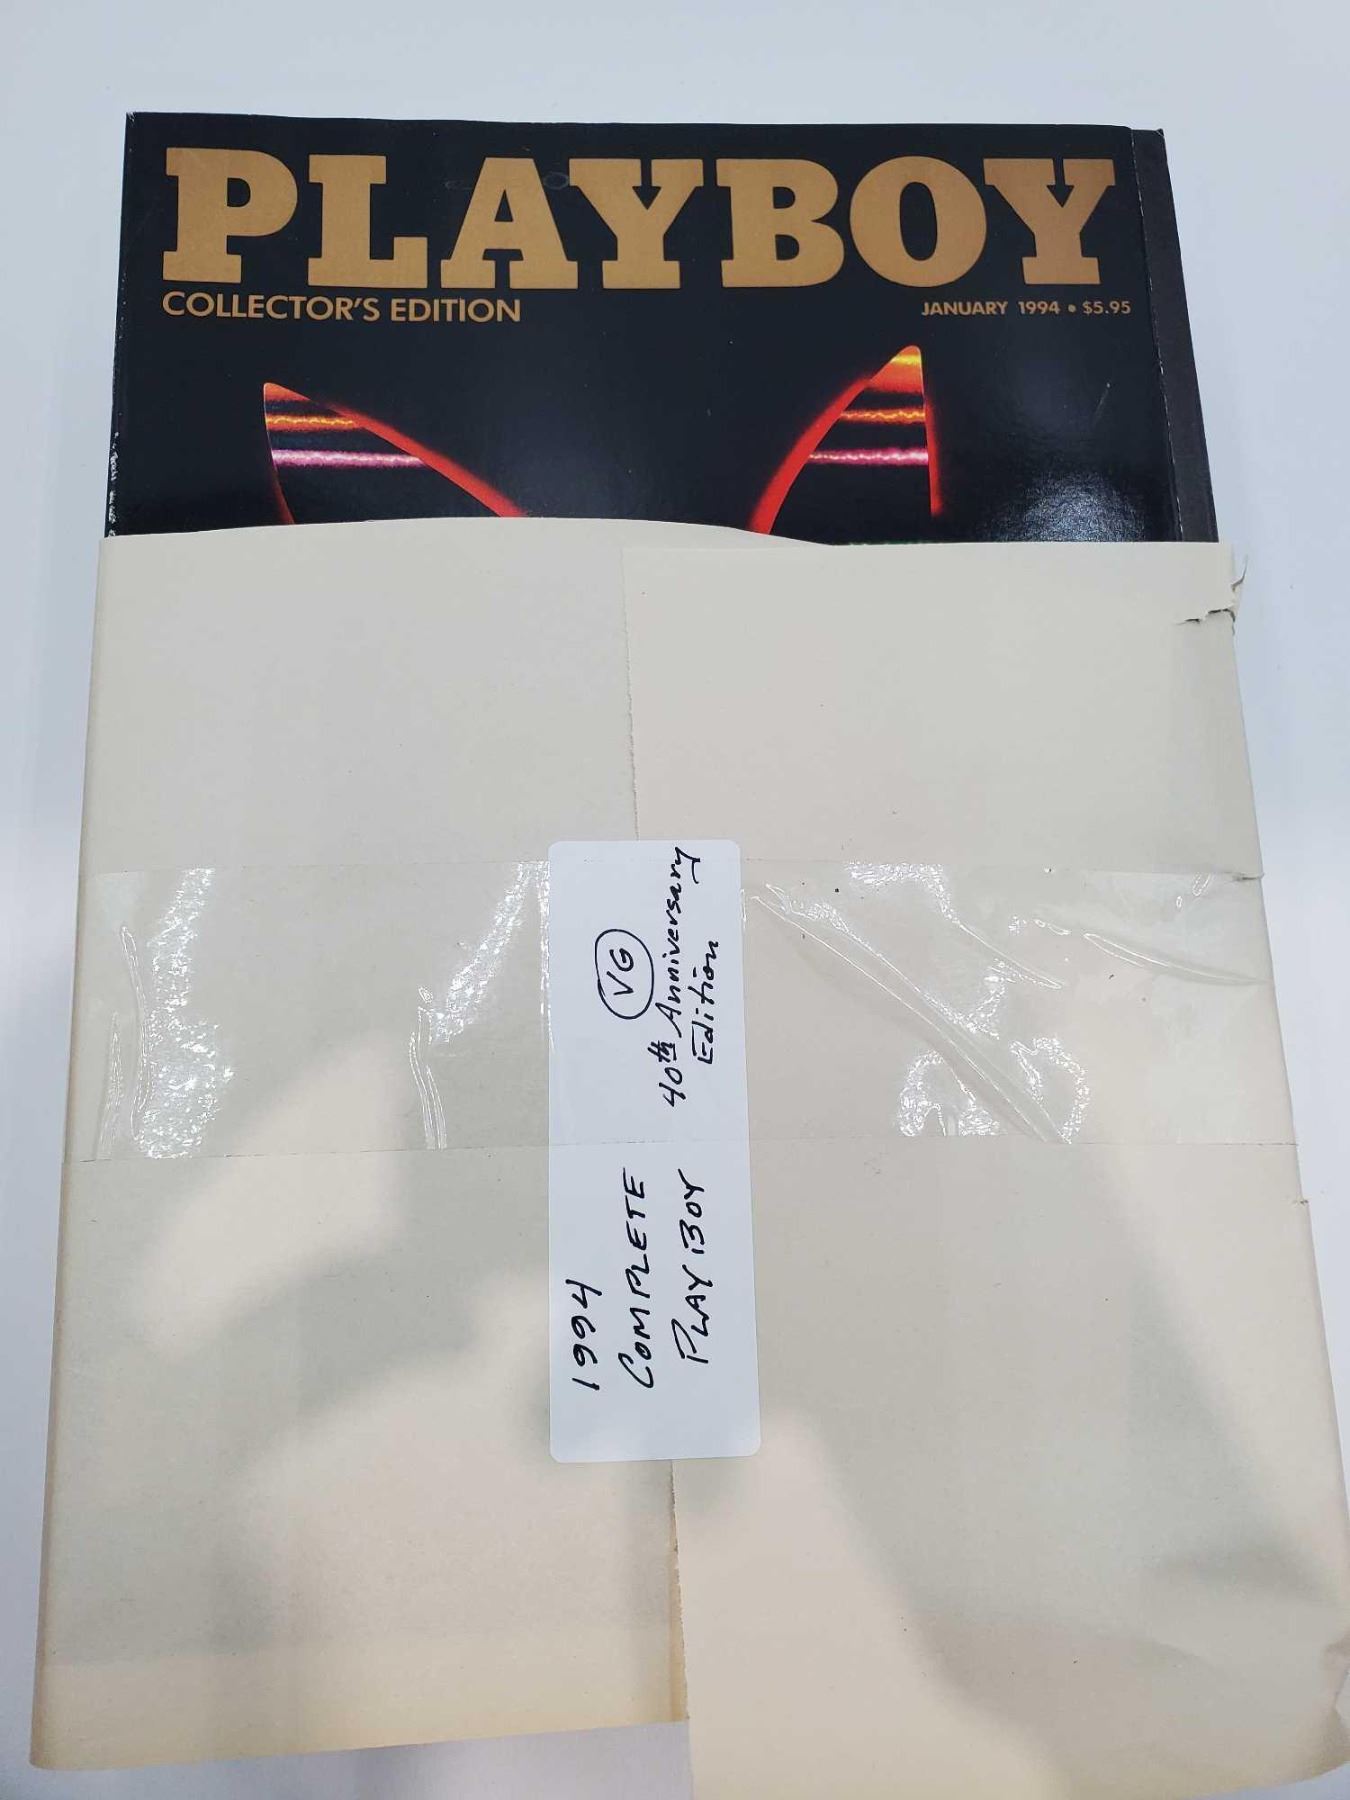 PLAYBOY
COLLECTOR'S EDITION
JANUARY 1994 • $5.95
1994 VG
COMPLETE
PLAYBOY 40th Anniversary
Edition